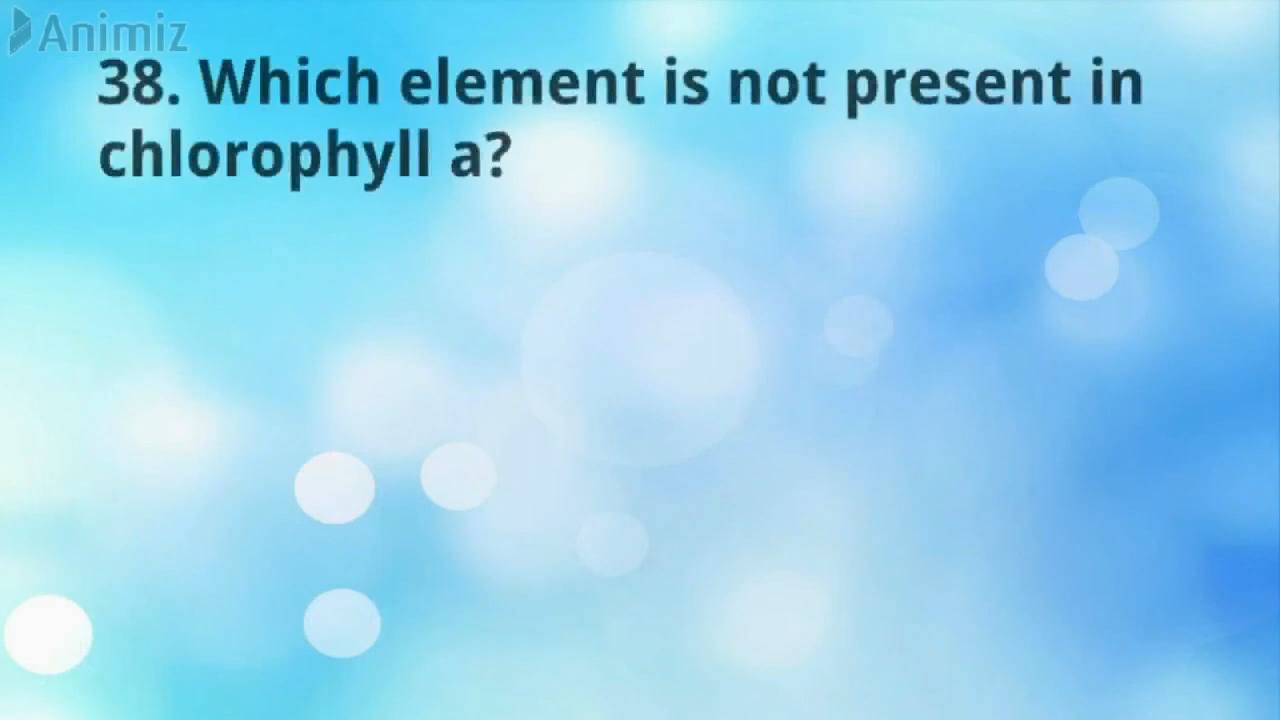 Animiz
38. Which element is not present in
chlorophyll a?